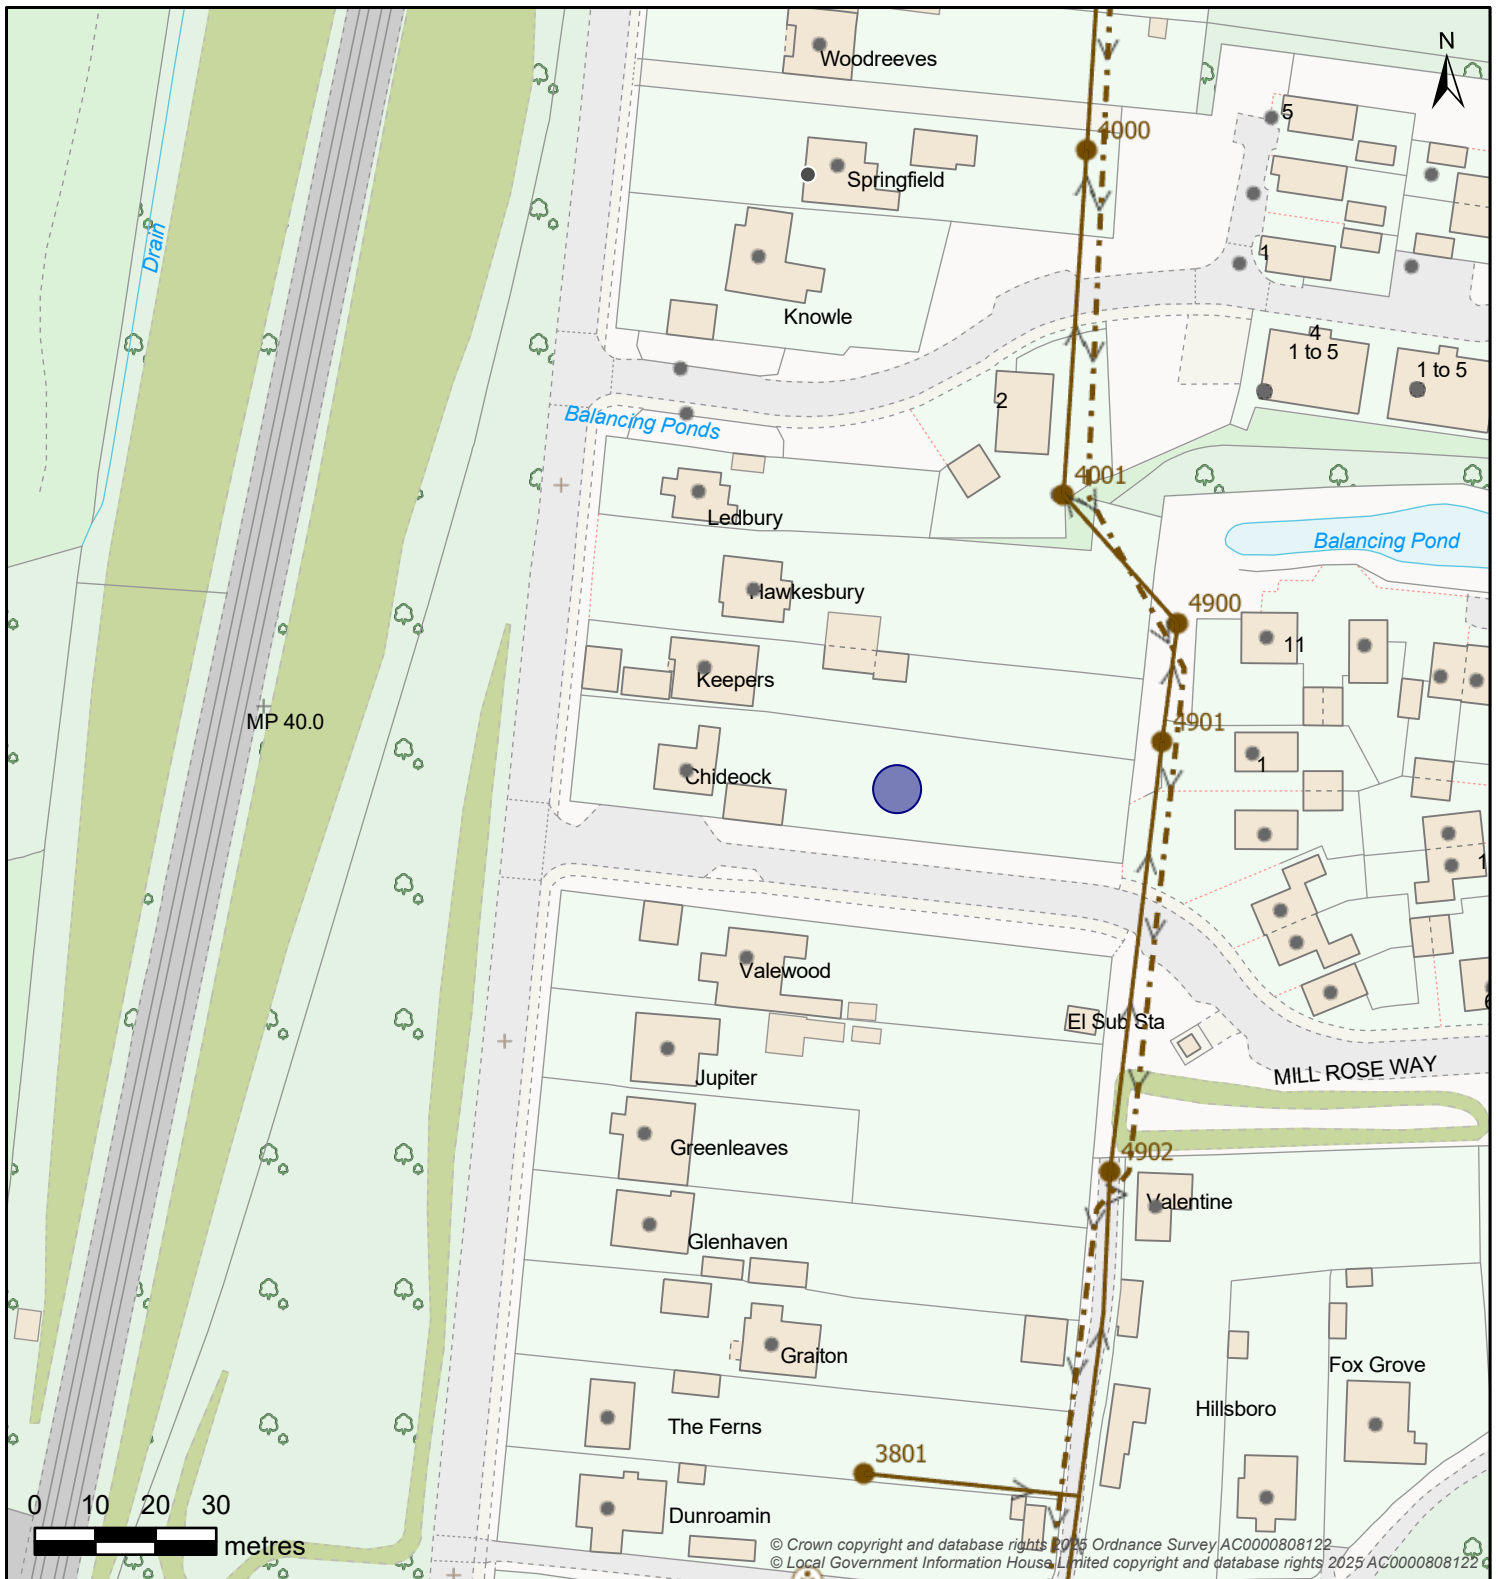 Woodreeves
N
4000
5
Springfield
Drain
1
Knowle
4
1 to 5
1 to 5
2
Balancing Ponds
4001
Ledbury
Balancing Pond
Hawkesbury
4900
11
Keepers
MP 40.0
4901
1
Chideock
1
Valewood
6
El Sub Sta
MILL ROSE WAY
Jupiter
Greenleaves
4902
Valentine
Glenhaven
Graiton
Fox Grove
Hillsboro
The Ferns
3801
0 10 20 30
metres
Dunroamin
© Crown copyright and database rights 2025 Ordnance Survey AC0000808122
© Local Government Information House Limited copyright and database rights 2025 AC0000808122